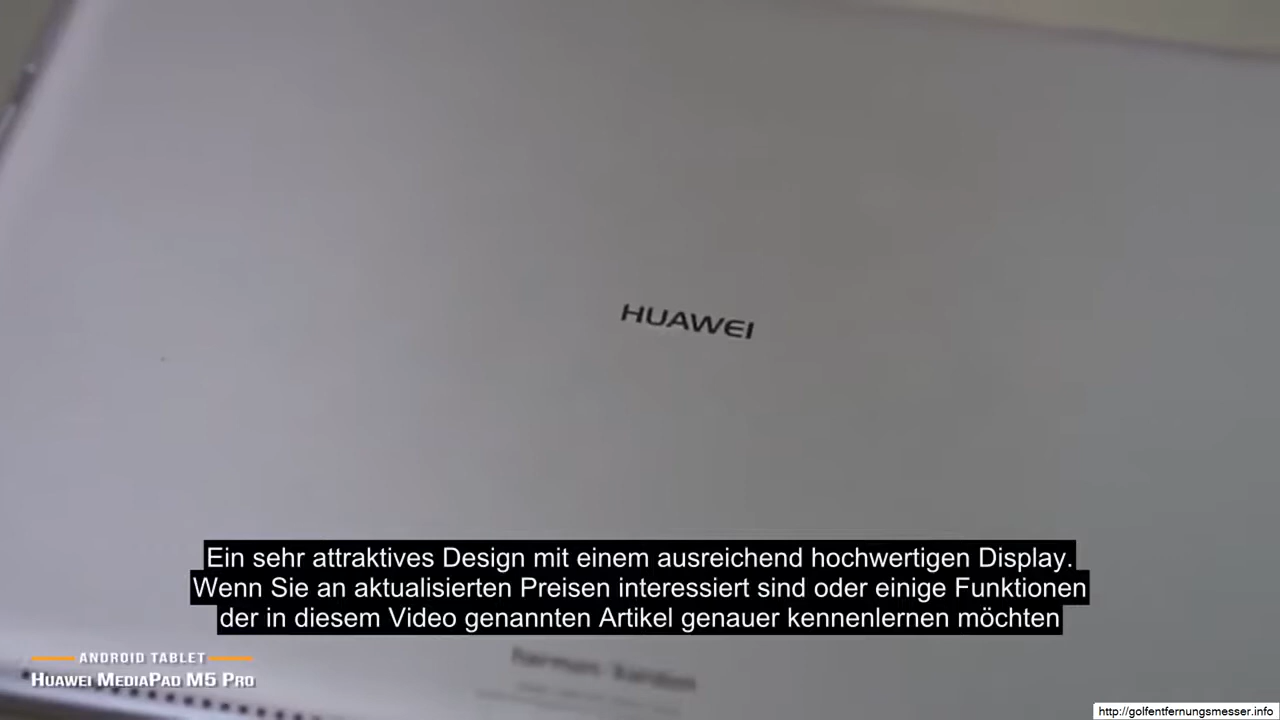 HUAWEI
Ein sehr attraktives Design mit einem ausreichend hochwertigen Display.
Wenn Sie an aktualisierten Preisen interessiert sind oder einige Funktionen
der in diesem Video genannten Artikel genauer kennenlernen möchten
harman/kardon
ANDROID TABLET
HUAWEI MEDIAPAD M5 PRO
http://golfentfernungsmesser.info